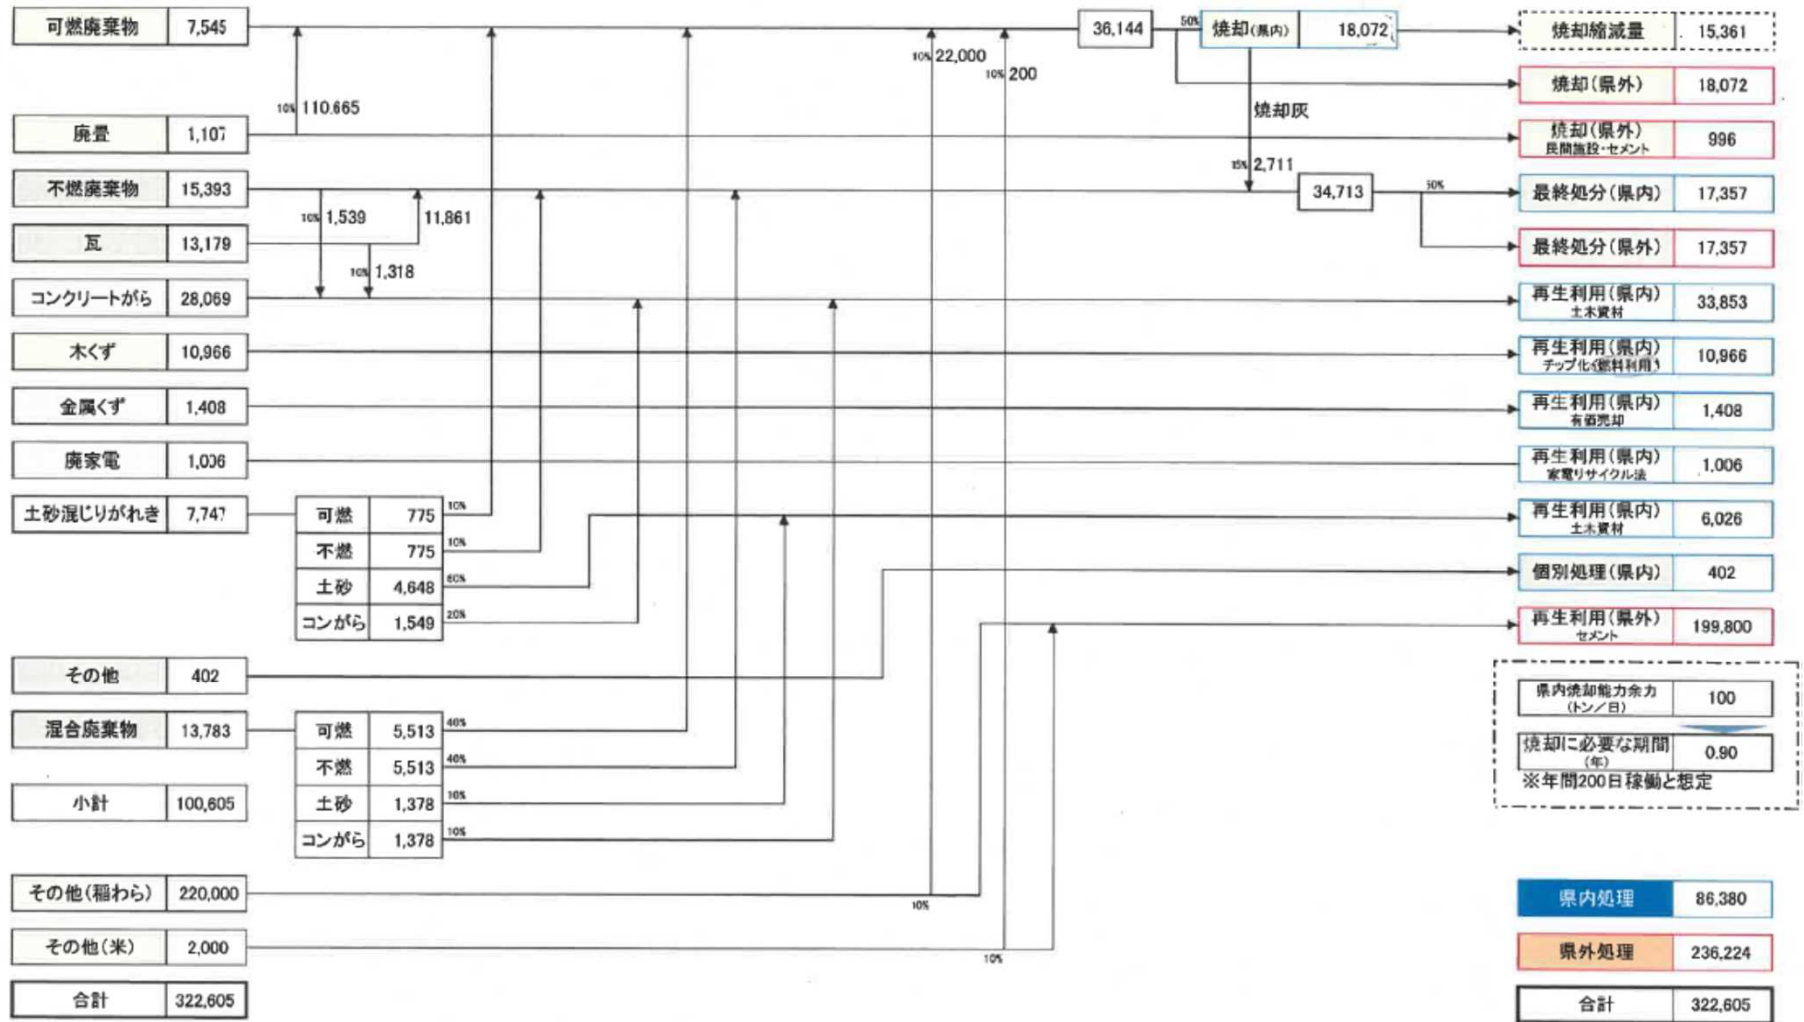 可燃廃棄物 7,545
36,144
50%
焼却(県内) 18,072
焼却縮減量 15,361
10% 22,000
10% 200
焼却(県外) 18,072
10% 110.665
焼却灰
廃畳 1,107
焼却(県外) 996
民間施設・セメント
15% 2,711
不燃廃棄物 15,393
34,713
50%
最終処分(県内) 17,357
10% 1,539
11,861
瓦 13,179
最終処分(県外) 17,357
10% 1,318
コンクリートがら 28,069
再生利用(県内) 33,853
土木資材
木くず 10,966
再生利用(県内) 10,966
チップ化(燃料利用)
金属くず 1,408
再生利用(県内) 1,408
有価売却
廃家電 1,006
再生利用(県内) 1,006
家電リサイクル法
土砂混じりがれき 7,747
可燃 775 10%
再生利用(県内) 6,026
土木資材
不燃 775 10%
土砂 4,648 60%
個別処理(県内) 402
コンがら 1,549 20%
再生利用(県外) 199,800
セメント
その他 402
県内焼却能力余力 100
(トン/日)
混合廃棄物 13,783
可燃 5,513 40%
焼却に必要な期間 0.90
(年)
不燃 5,513 40%
※年間200日稼働と想定
小計 100,605
土砂 1,378 10%
コンがら 1,378 10%
その他(稲わら) 220,000
10%
県内処理 86,380
その他(米) 2,000
10%
県外処理 236,224
合計 322,605
合計 322,605